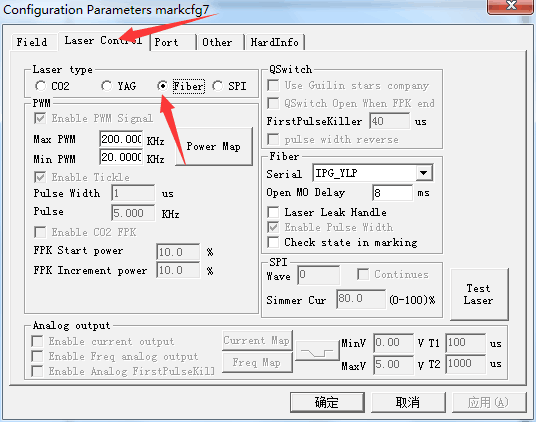 Configuration Parameters markcfg7
Field Laser Control Port Other HardInfo
Laser type
CO2 YAG Fiber SPI
PWM
Enable PWM Signal
Max PWM 200.000 KHz
Min PWM 20.0000 KHz
Power Map
Enable Tickle
Pulse Width 1 us
Pulse 5.000 KHz
Enable CO2 FPK
FPK Start power 10.0 %
FPK Increment power 10.0 %
QSwitch
Use Guilin stars company
QSwitch Open When FPK end
FirstPulseKiller 40 us
pulse width reverse
Fiber
Serial IPG_YLP
Open MO Delay 8 ms
Laser Leak Handle
Enable Pulse Width
Check state in marking
SPI
Wave 0 Continues
Simmer Cur 80.0 (0-100)%
Test
Laser
Analog output
Enable current output
Enable Freq analog output
Enable Analog FirstPulseKill
Current Map
Freq Map
MinV 0.00 V T1 100 us
MaxV 5.00 V T2 1000 us
确定 取消 应用(A)